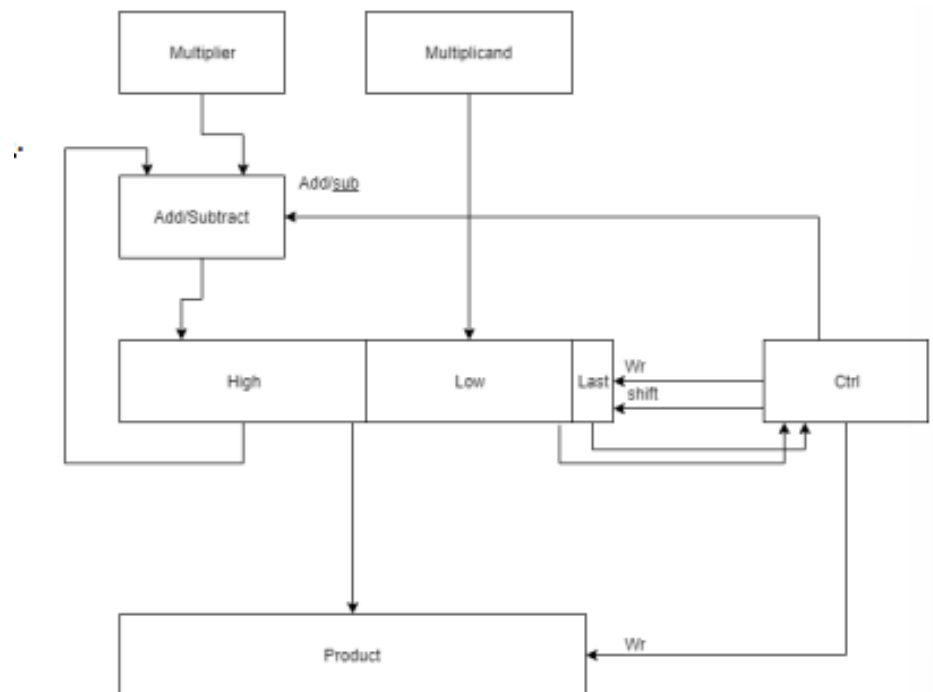 Multiplier
Multiplicand
Add/sub
Add/Subtract
High
Low
Last
Wr
shift
Ctrl
Product
Wr